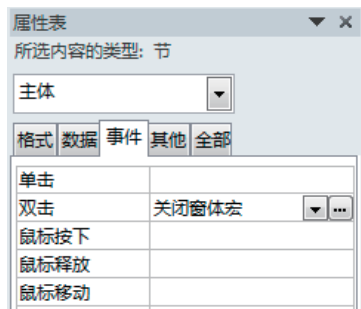 属性表
所选内容的类型: 节
主体
格式 数据 事件 其他 全部
单击
双击 关闭窗体宏
鼠标按下
鼠标释放
鼠标移动